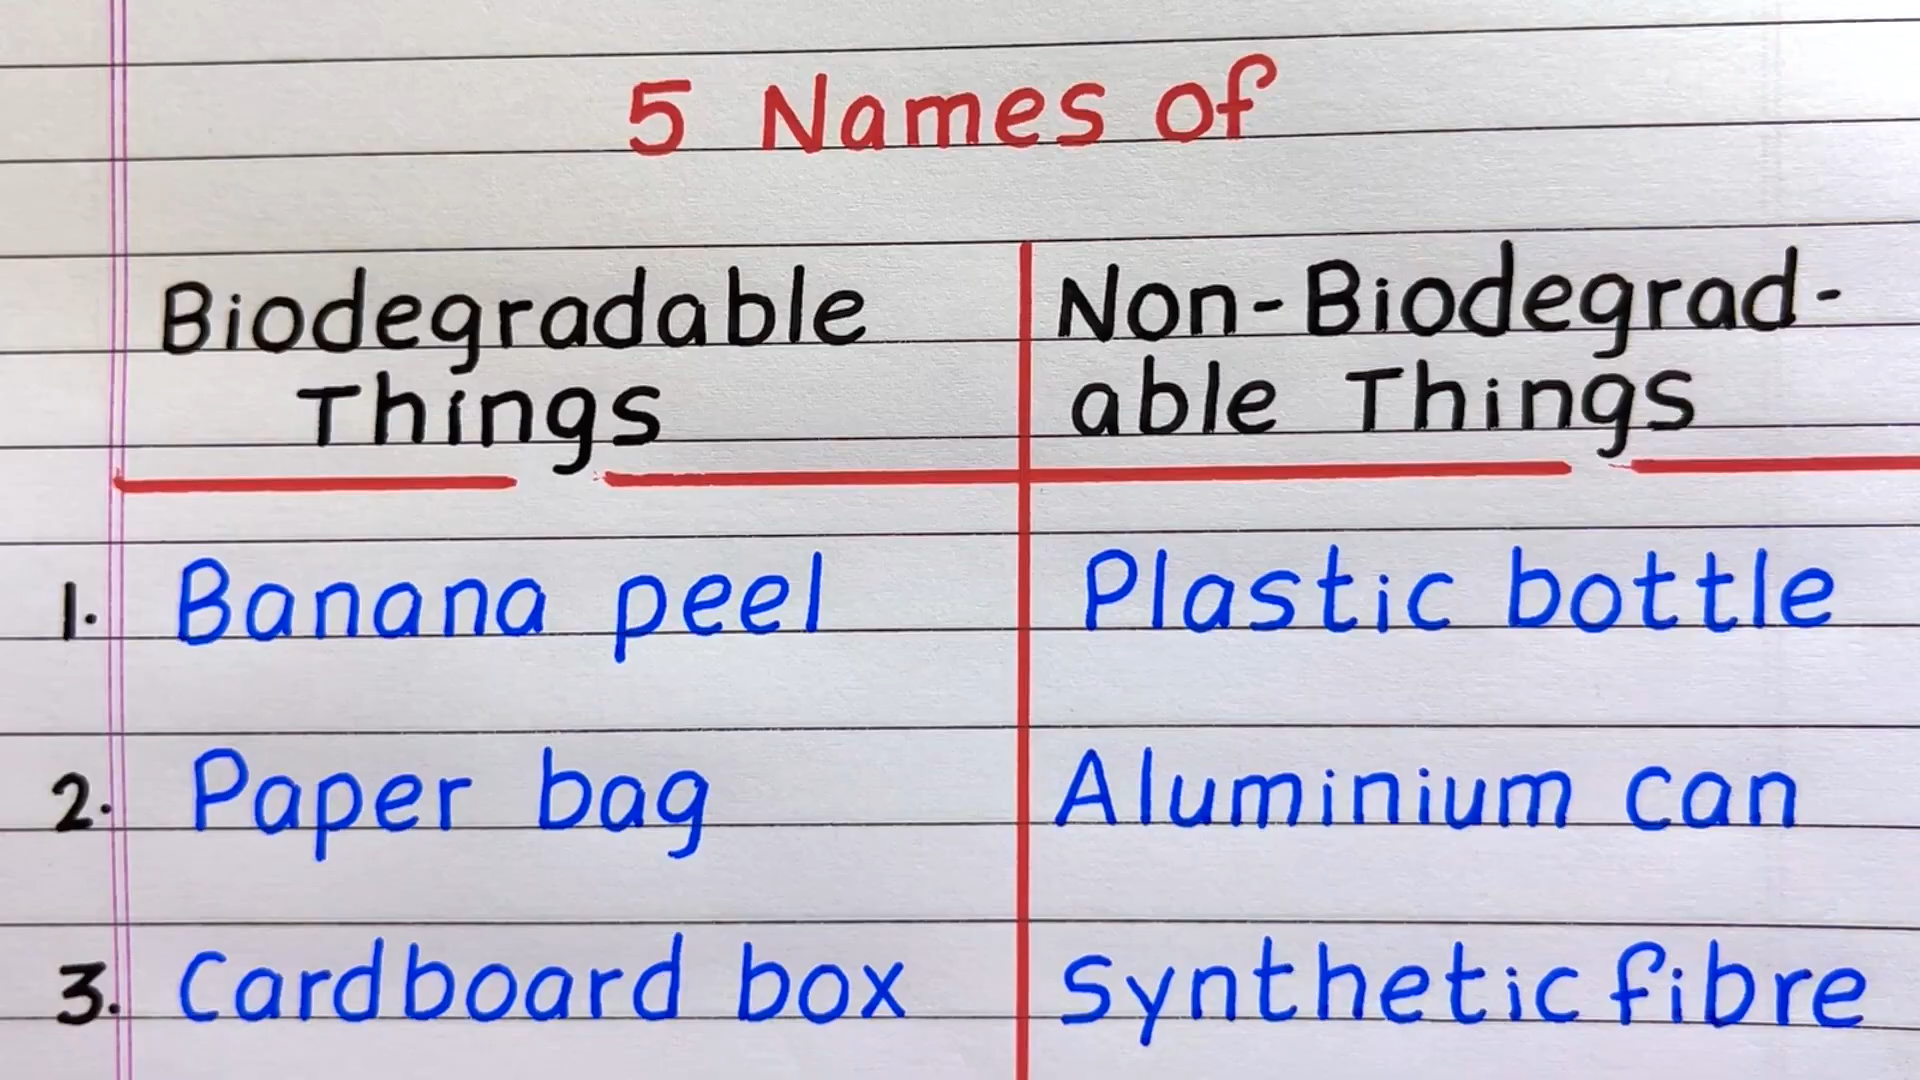 5 Names of
Biodegradable Things
Non-Biodegrad-
able Things
1. Banana peel
Plastic bottle
2. Paper bag
Aluminium can
3. Cardboard box
Synthetic fibre